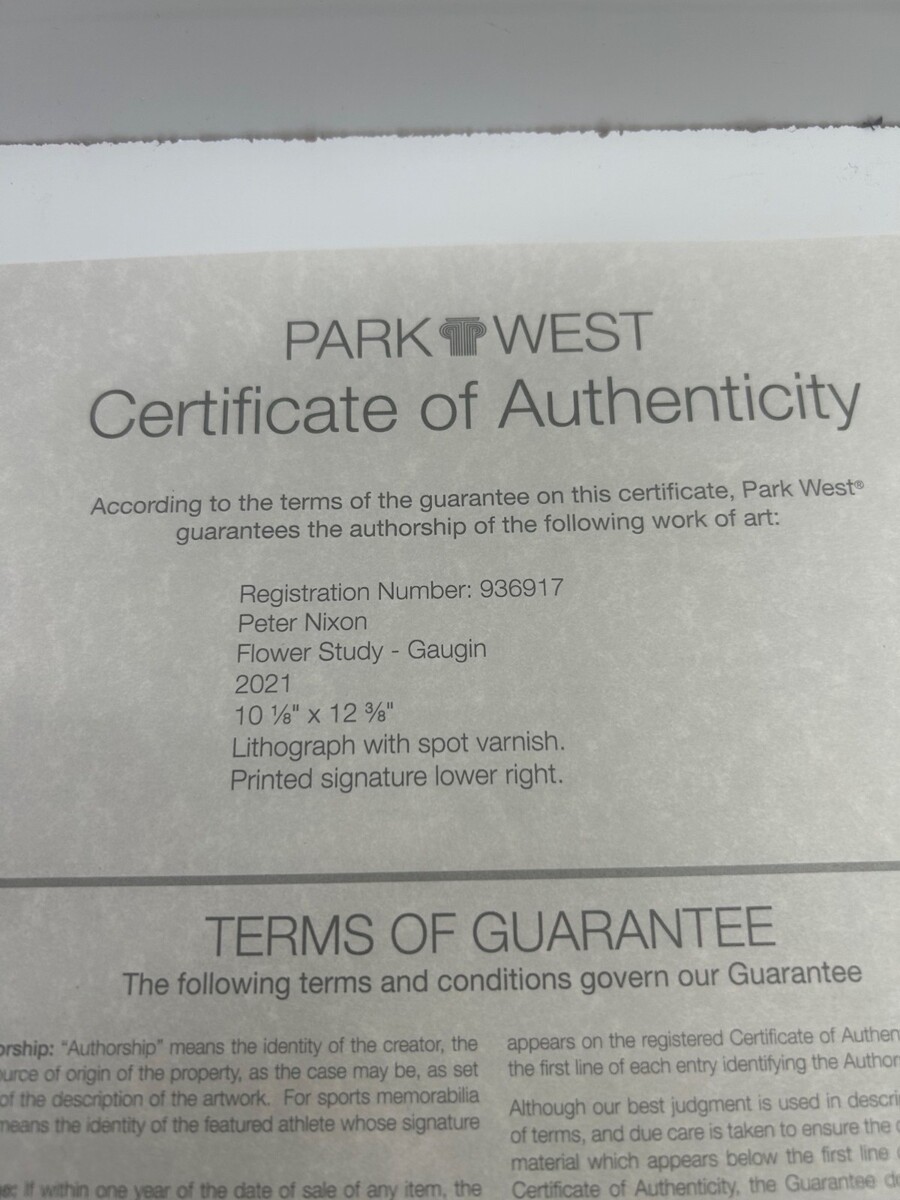 PARK WEST
Certificate of Authenticity
According to the terms of the guarantee on this certificate, Park West®
guarantees the authorship of the following work of art:
Registration Number: 936917
Peter Nixon
Flower Study - Gaugin
2021
10 ⅛" x 12 ⅜"
Lithograph with spot varnish.
Printed signature lower right.
TERMS OF GUARANTEE
The following terms and conditions govern our Guarantee
"Authorship" means the identity of the creator, the
of origin of the property, as the case may be, as set
of the description of the artwork. For sports memorabilia
means the identity of the featured athlete whose signature
If within one year of the date of sale of any item, the
appears on the registered Certificate of
the first line of each entry identifying the
Although our best judgment is used in
of terms, and due care is taken to ensure the
material which appears below the first line
Certificate of Authenticity, the Guarantee